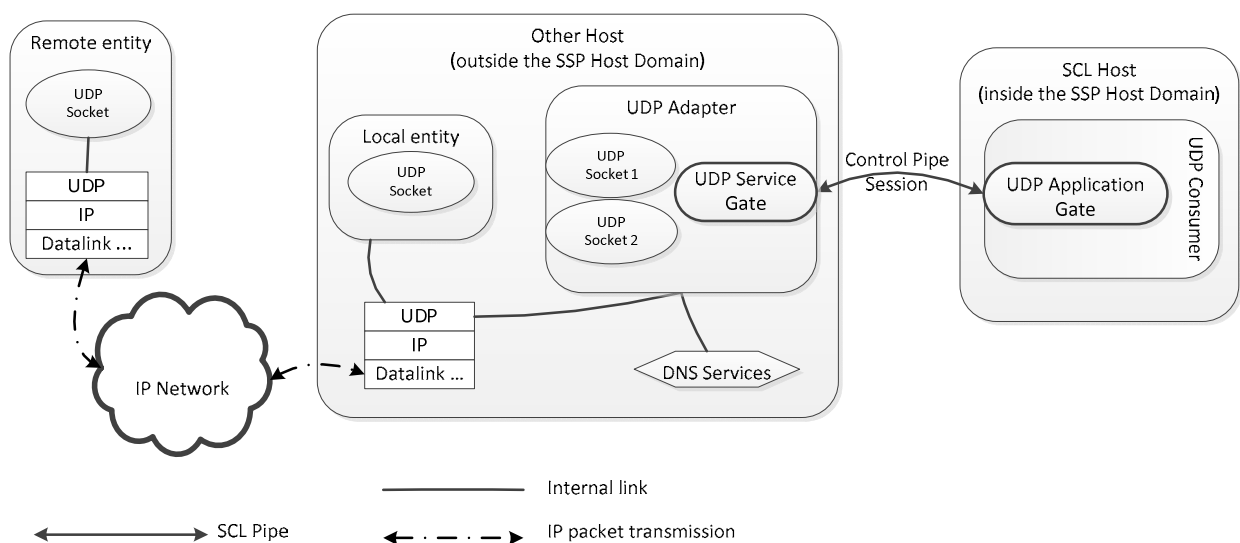 Remote entity
UDP
Socket
UDP
IP
Datalink ...
IP Network
Other Host
(outside the SSP Host Domain)
Local entity
UDP
Socket
UDP Adapter
UDP
Socket 1
UDP
Socket 2
UDP Service
Gate
UDP
IP
Datalink ...
DNS Services
Control Pipe
Session
SCL Host
(inside the SSP Host Domain)
UDP Application
Gate
UDP Consumer
Internal link
SCL Pipe
IP packet transmission